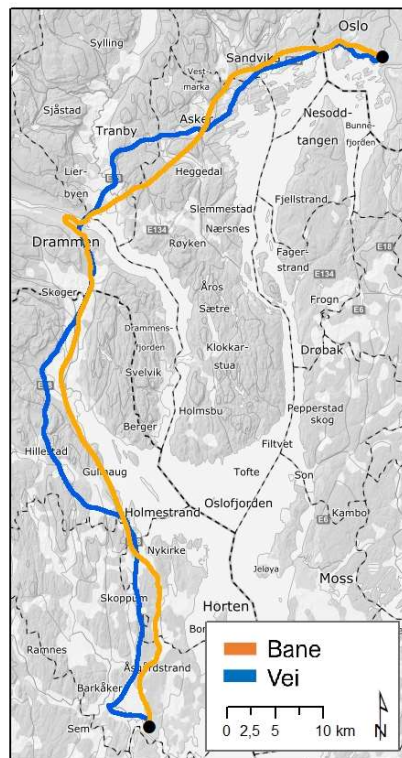 Oslo
Sylling
Sandvika
Vest-
marka
Sjåstad
Asker
Nesodd-
tangen
Bunne-
fjorden
Tranby
Lier-
byen
Heggedal
Fjellstrand
Slemmestad
Nærsnes
E134
Drammen
Røyken
Fager-
strand
E18
E134
Åros
Skoger
Sætre
Frogn
E6
Drammens-
fjorden
Klokkar-
stua
Drøbak
Svelvik
Holmsbu
Pepperstad
skog
Berger
Filtvet
Hillestad
Gullhaug
Tofte
Son
Oslofjorden
Kambo
Holmestrand
E6
Nykirke
Jeløya
Moss
Skoppum
Horten
Ramnes
Åsgårdstrand
Barkåker
Sem
Bane
Vei
0 2,5 5 10 km
N